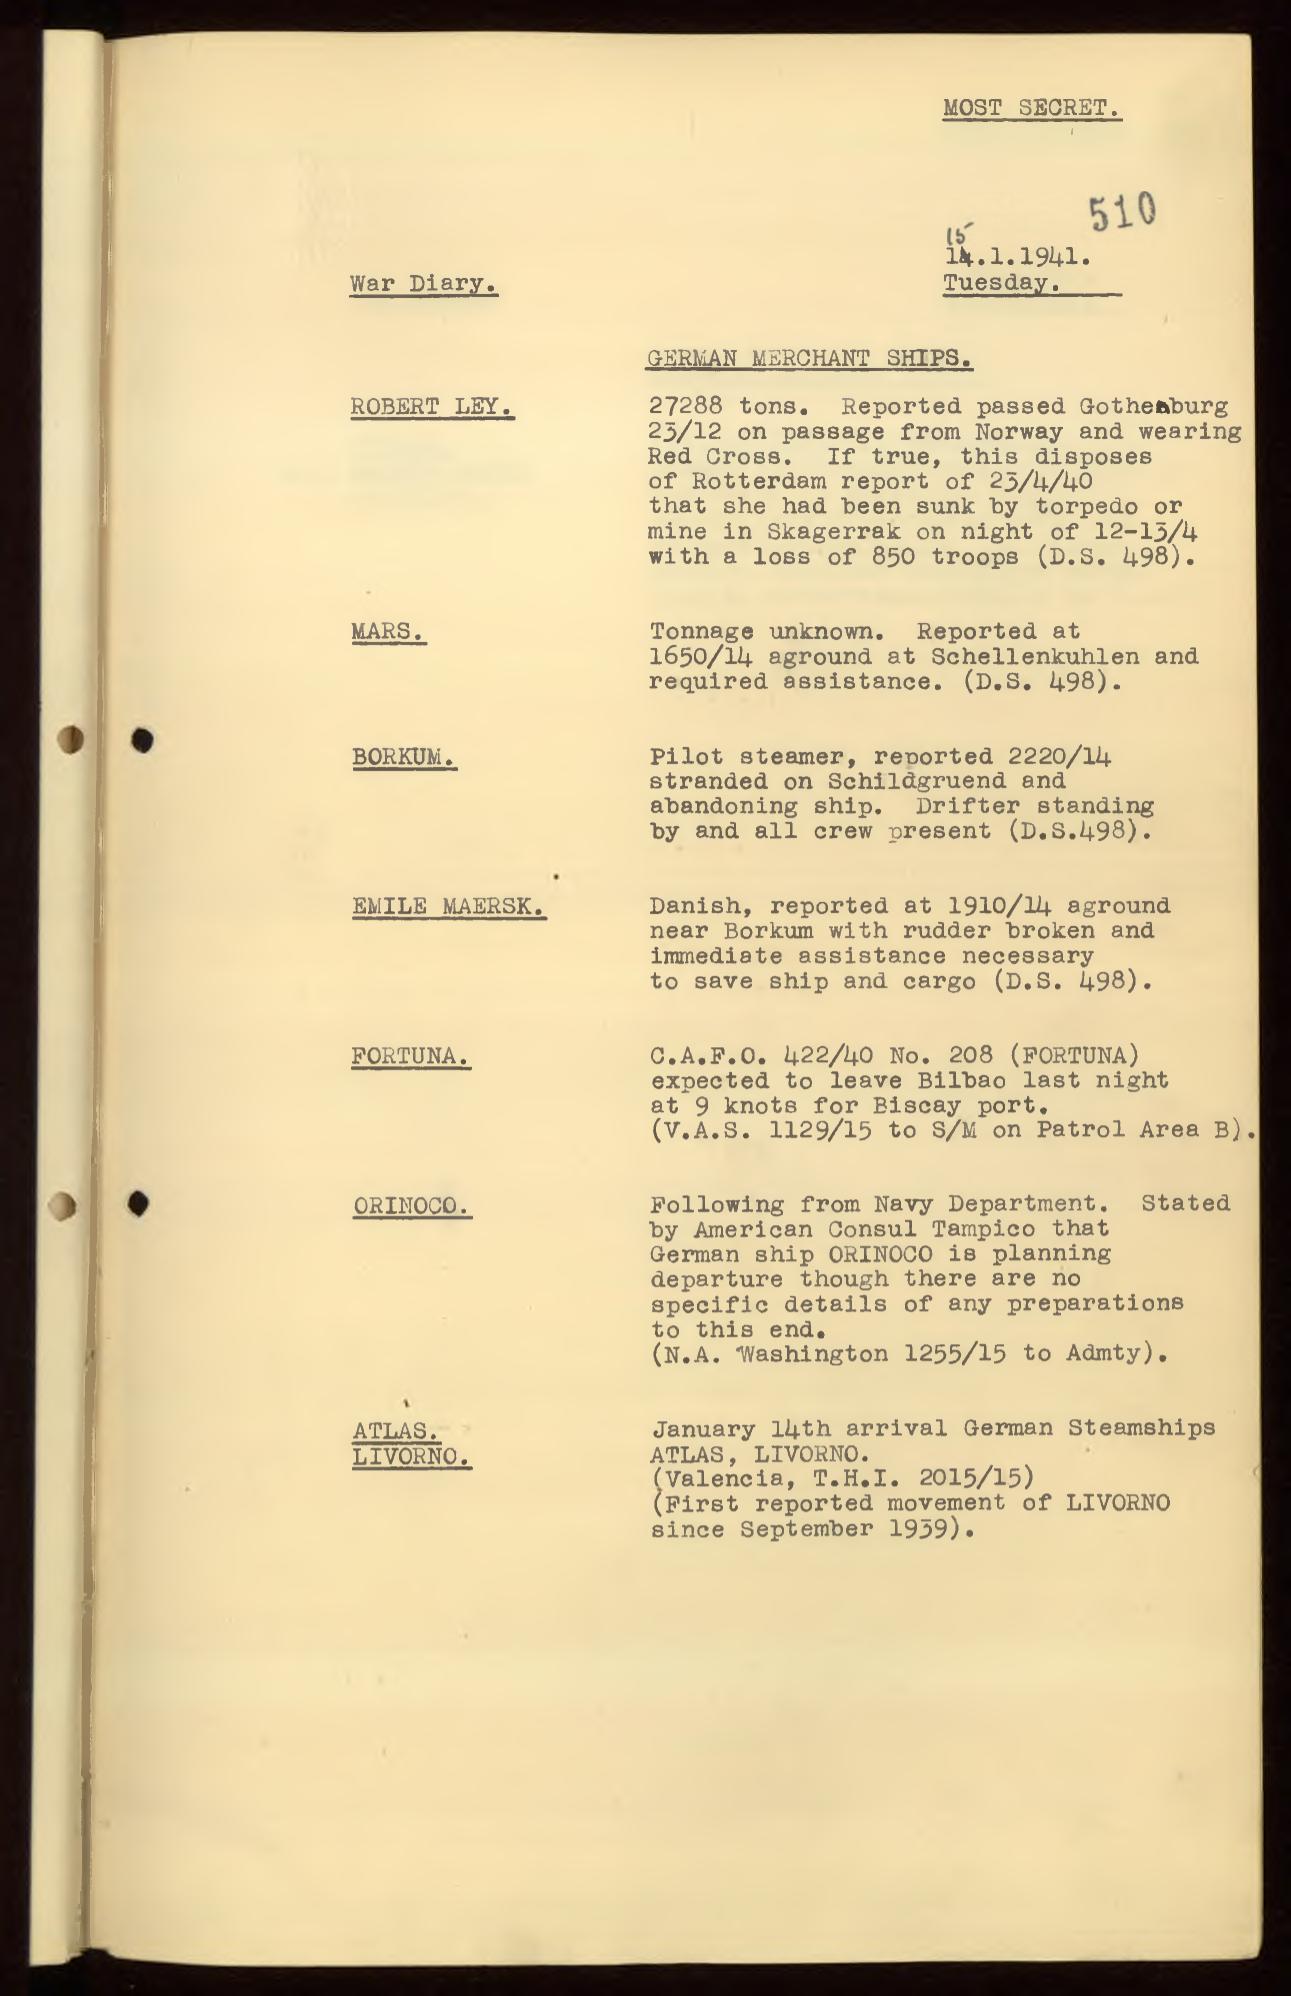 MOST SECRET.
510
15
14.1.1941.
War Diary. Tuesday.
GERMAN MERCHANT SHIPS.
ROBERT LEY. 27288 tons. Reported passed Gothenburg
23/12 on passage from Norway and wearing
Red Cross. If true, this disposes
of Rotterdam report of 23/4/40
that she had been sunk by torpedo or
mine in Skagerrak on night of 12-13/4
with a loss of 850 troops (D.S. 498).
MARS. Tonnage unknown. Reported at
1650/14 aground at Schellenkuhlen and
required assistance. (D.S. 498).
BORKUM. Pilot steamer, reported 2220/14
stranded on Schildgruend and
abandoning ship. Drifter standing
by and all crew present (D.S.498).
EMILE MAERSK. Danish, reported at 1910/14 aground
near Borkum with rudder broken and
immediate assistance necessary
to save ship and cargo (D.S. 498).
FORTUNA. C.A.F.O. 422/40 No. 208 (FORTUNA)
expected to leave Bilbao last night
at 9 knots for Biscay port.
(V.A.S. 1129/15 to S/M on Patrol Area B).
ORINOCO. Following from Navy Department. Stated
by American Consul Tampico that
German ship ORINOCO is planning
departure though there are no
specific details of any preparations
to this end.
(N.A. Washington 1255/15 to Admty).
ATLAS. January 14th arrival German Steamships
LIVORNO. ATLAS, LIVORNO.
(Valencia, T.H.I. 2015/15)
(First reported movement of LIVORNO
since September 1939).